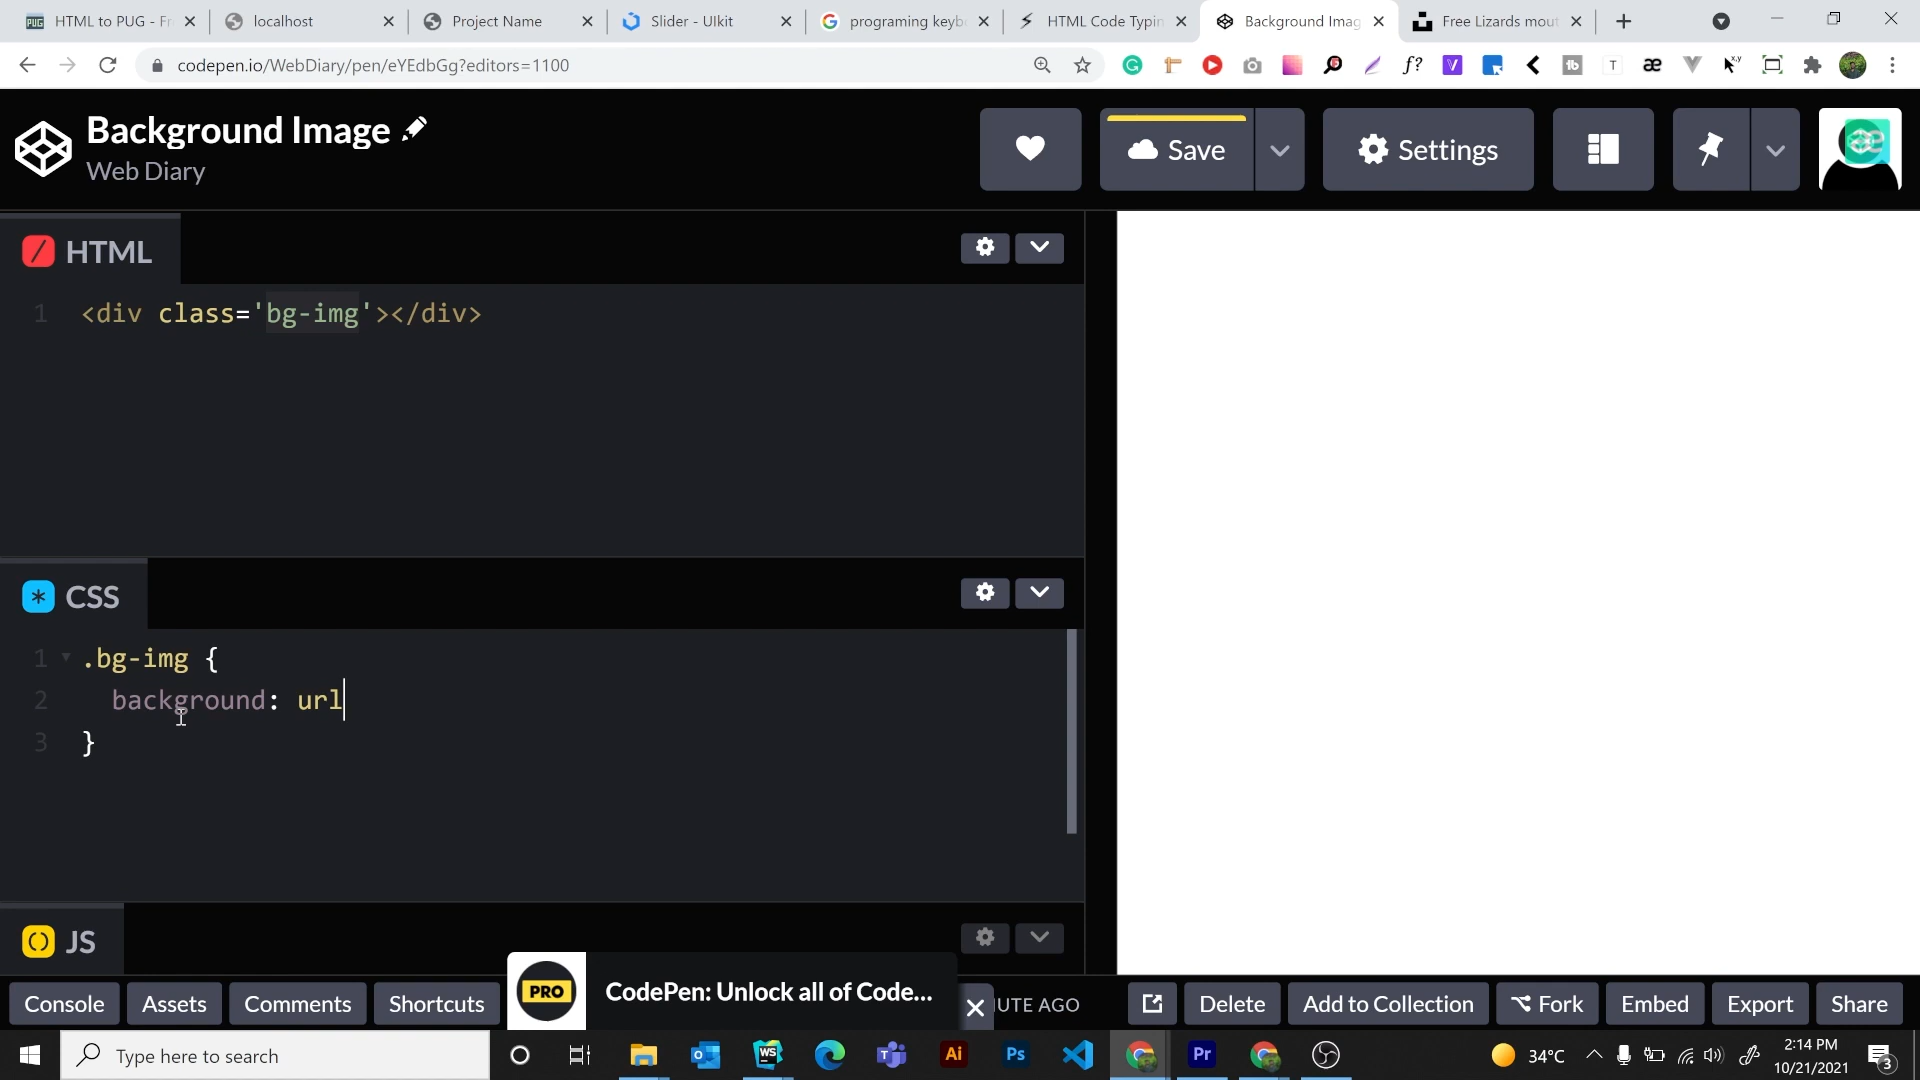 HTML to PUG - Fr
localhost
Project Name
Slider - UIkit
programing keyb
HTML Code Typin
Background Imag
Free Lizards mout
codepen.io/WebDiary/pen/eYEdbGg?editors=1100
Background Image
Web Diary
Save
Settings
HTML
1 <div class='bg-img'></div>
CSS
1 .bg-img {
2 background: url
3 }
JS
Console
Assets
Comments
Shortcuts
PRO
CodePen: Unlock all of Code...
UTE AGO
Delete
Add to Collection
Fork
Embed
Export
Share
Type here to search
34°C
2:14 PM
10/21/2021
3